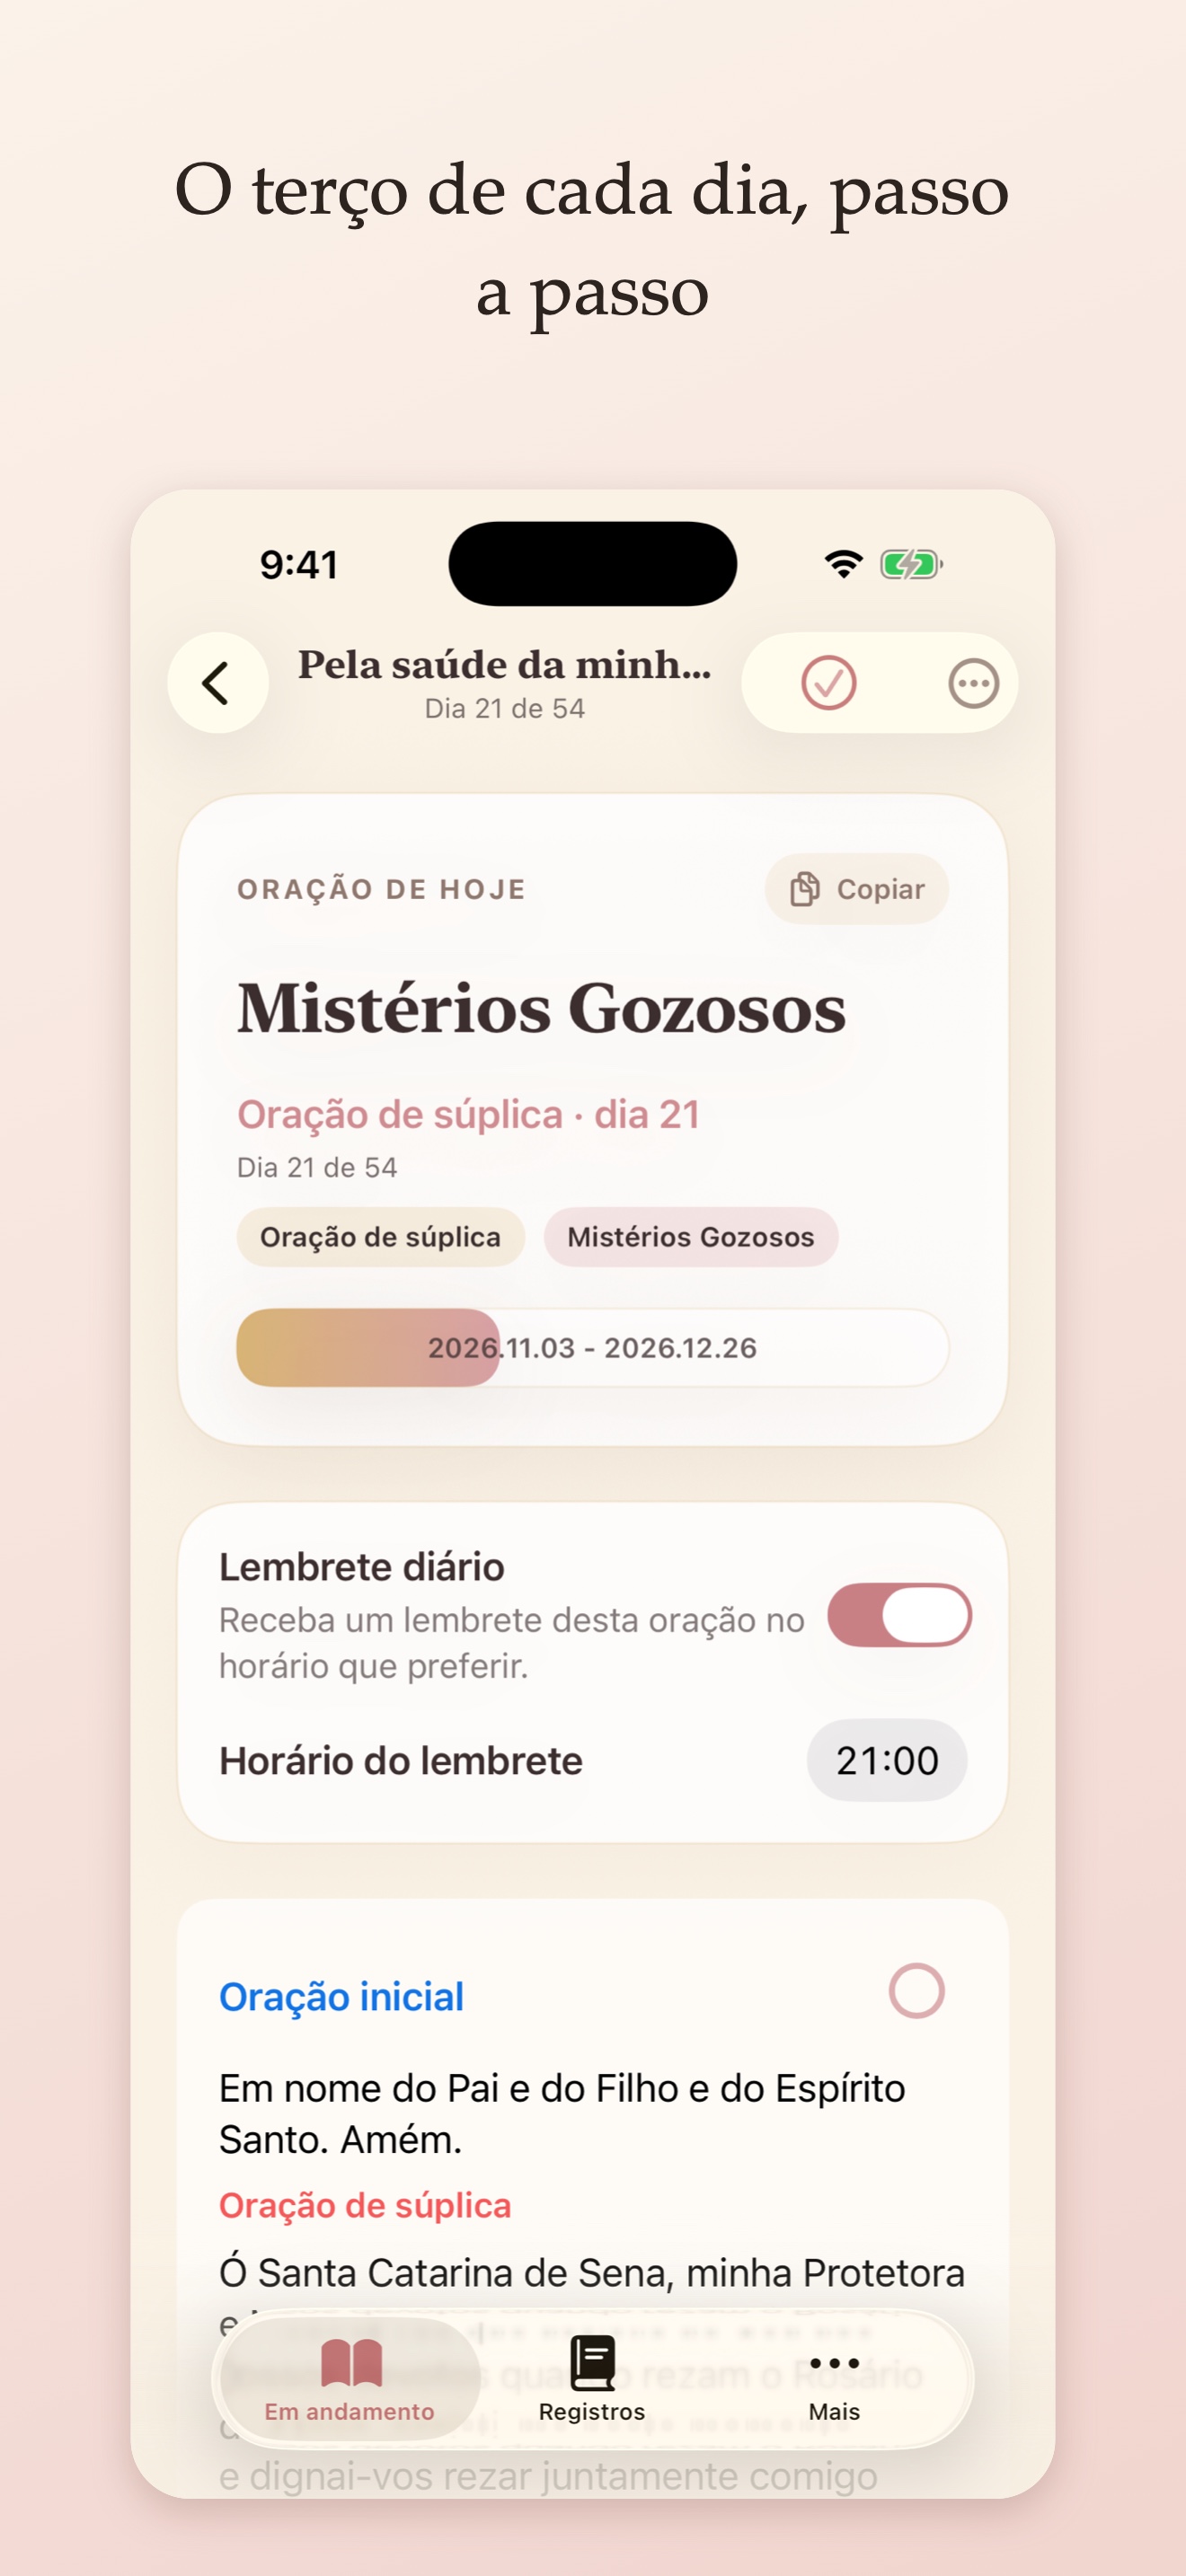 O terço de cada dia, passo
a passo
9:41
Pela saúde da minh...
Dia 21 de 54
ORAÇÃO DE HOJE
Copiar
Mistérios Gozosos
Oração de súplica · dia 21
Dia 21 de 54
Oração de súplica
Mistérios Gozosos
2026.11.03 - 2026.12.26
Lembrete diário
Receba um lembrete desta oração no
horário que preferir.
Horário do lembrete
21:00
Oração inicial
Em nome do Pai e do Filho e do Espírito
Santo. Amém.
Oração de súplica
Ó Santa Catarina de Sena, minha Protetora
e
rezam o Rosário
Em andamento
Registros
Mais
e dignai-vos rezar juntamente comigo